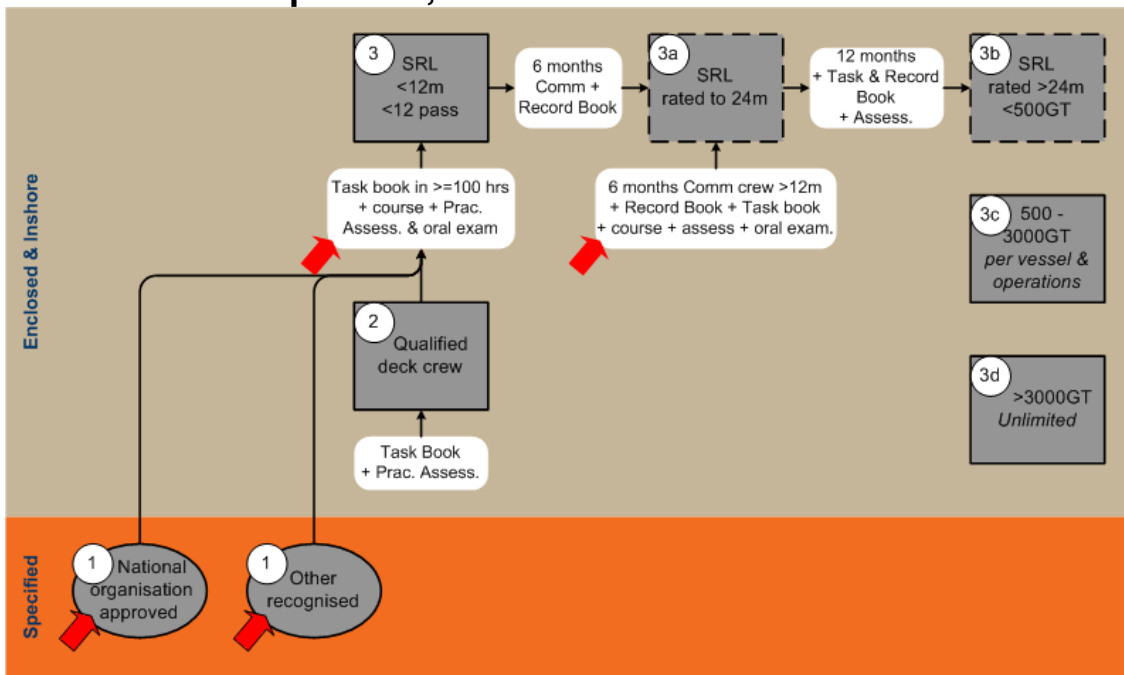 3
SRL
<12m
<12 pass
6 months
Comm +
Record Book
3a
SRL
rated to 24m
12 months
+ Task & Record
Book
+ Assess.
3b
SRL
rated >24m
<500GT
Task book in >=100 hrs
+ course + Prac.
Assess. & oral exam
6 months Comm crew >12m
+ Record Book + Task book
+ course + assess + oral exam.
3c
500 -
3000GT
per vessel &
operations
Enclosed & Inshore
2
Qualified
deck crew
3d
>3000GT
Unlimited
Task Book
+ Prac. Assess.
Specified
1
National
organisation
approved
1
Other
recognised